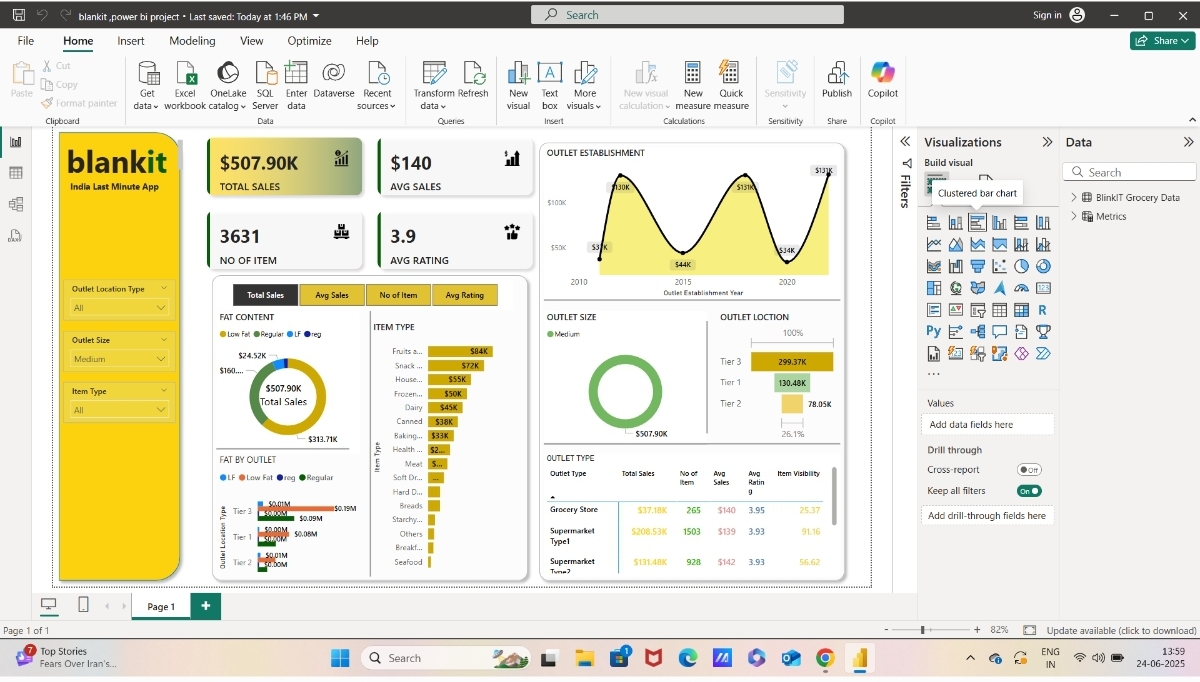 blankit ,power bi project • Last saved: Today at 1:46 PM
Search
Sign in
File Home Insert Modeling View Optimize Help
Share
Paste
Cut
Copy
Format painter
Clipboard
Get data
Excel workbook
OneLake catalog
SQL Server
Enter data
Dataverse
Recent sources
Data
Transform data
Refresh
Queries
New visual
Text box
More visuals
Insert
New visual calculation
New measure
Quick measure
Calculations
Sensitivity
Sensitivity
Publish
Share
Copilot
Copilot
blankit
India Last Minute App
Outlet Location Type
All
Outlet Size
Medium
Item Type
All
$507.90K
TOTAL SALES
$140
AVG SALES
3631
NO OF ITEM
3.9
AVG RATING
Total Sales
Avg Sales
No of Item
Avg Rating
FAT CONTENT
Low Fat Regular LF reg
$24.52K
$160....
$507.90K
Total Sales
$313.71K
FAT BY OUTLET
LF Low Fat reg Regular
Outlet Location Type
Tier 3
$0.01M
$0.19M
$0.00M
$0.09M
Tier 1
$0.00M
$0.08M
$0.00M
Tier 2
$0.01M
$0.00M
ITEM TYPE
Item Type
Fruits a... $84K
Snack ... $72K
House... $55K
Frozen... $50K
Dairy $45K
Canned $38K
Baking... $33K
Health ... $2...
Meat $...
Soft Dr... ...
Hard D...
Breads
Starchy...
Others
Breakf...
Seafood
OUTLET ESTABLISHMENT
$100K
$50K
$130K
$131K
$131K
$44K
$34K
2010 2015 2020
Outlet Establishment Year
OUTLET SIZE
Medium
$507.90K
OUTLET LOCTION
100%
Tier 3 299.37K
Tier 1 130.48K
Tier 2 78.05K
26.1%
OUTLET TYPE
Outlet Type Total Sales No of Item Avg Sales Avg Ratin g Item Visibility
Grocery Store $37.18K 265 $140 3.95 25.37
Supermarket Type1 $208.53K 1503 $139 3.93 91.16
Supermarket Type2 $131.48K 928 $142 3.93 56.62
Filters
Visualizations
Build visual
Clustered bar chart
123
R
Py
...
Values
Add data fields here
Drill through
Cross-report
Off
Keep all filters
On
Add drill-through fields here
Data
Search
BlinkIT Grocery Data
Metrics
Page 1
Page 1 of 1
82%
Update available (click to download)
7
Top Stories
Fears Over Iran's...
Search
1
ENG
IN
13:59
24-06-2025